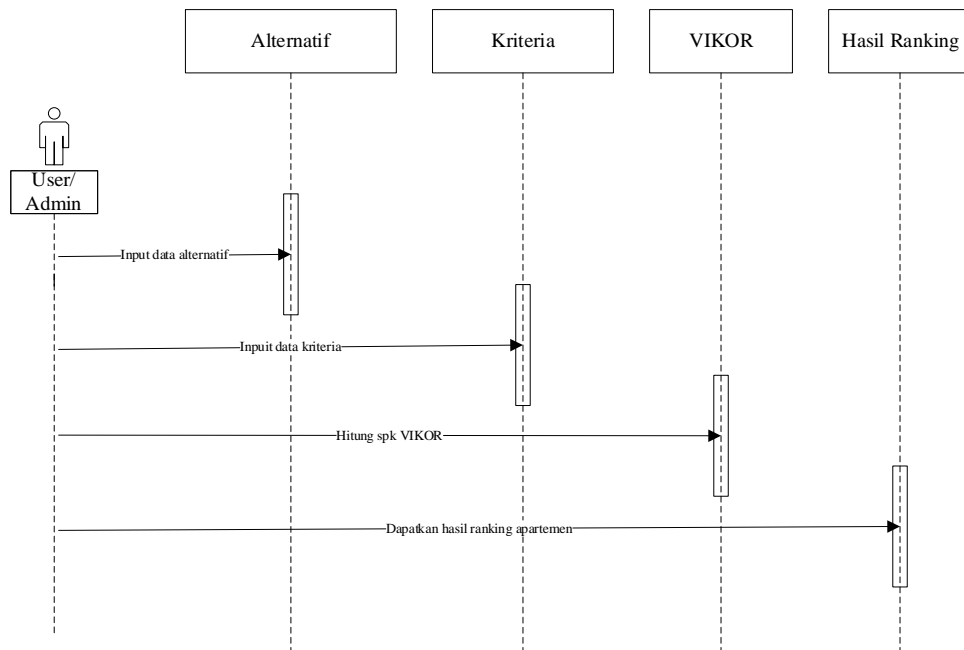 Alternatif
Kriteria
VIKOR
Hasil Ranking
User/
Admin
Input data alternatif
Inpuit data kriteria
Hitung spk VIKOR
Dapatkan hasil ranking apartemen